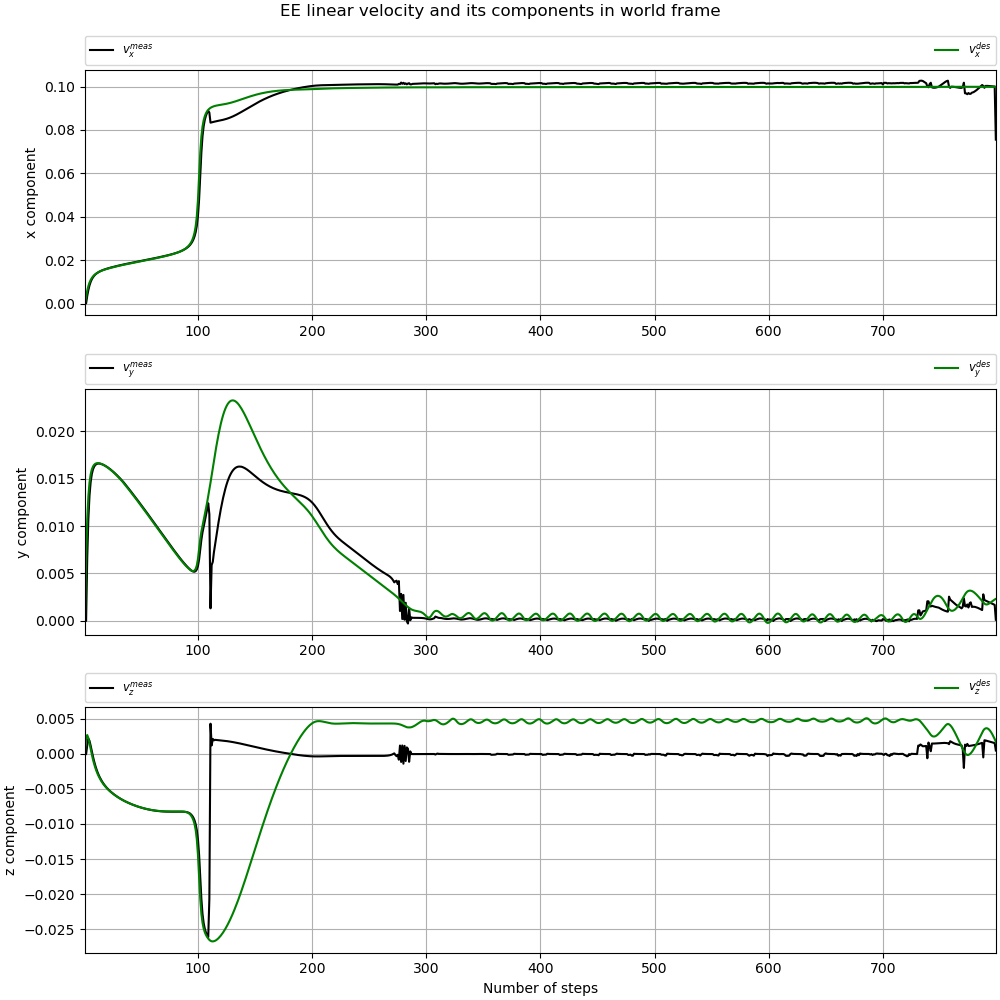 EE linear velocity and its components in world frame
v_x^meas v_x^des
x component
0.10
0.08
0.06
0.04
0.02
0.00
100 200 300 400 500 600 700
v_y^meas v_y^des
y component
0.020
0.015
0.010
0.005
0.000
100 200 300 400 500 600 700
v_z^meas v_z^des
z component
0.005
0.000
−0.005
−0.010
−0.015
−0.020
−0.025
100 200 300 400 500 600 700
Number of steps